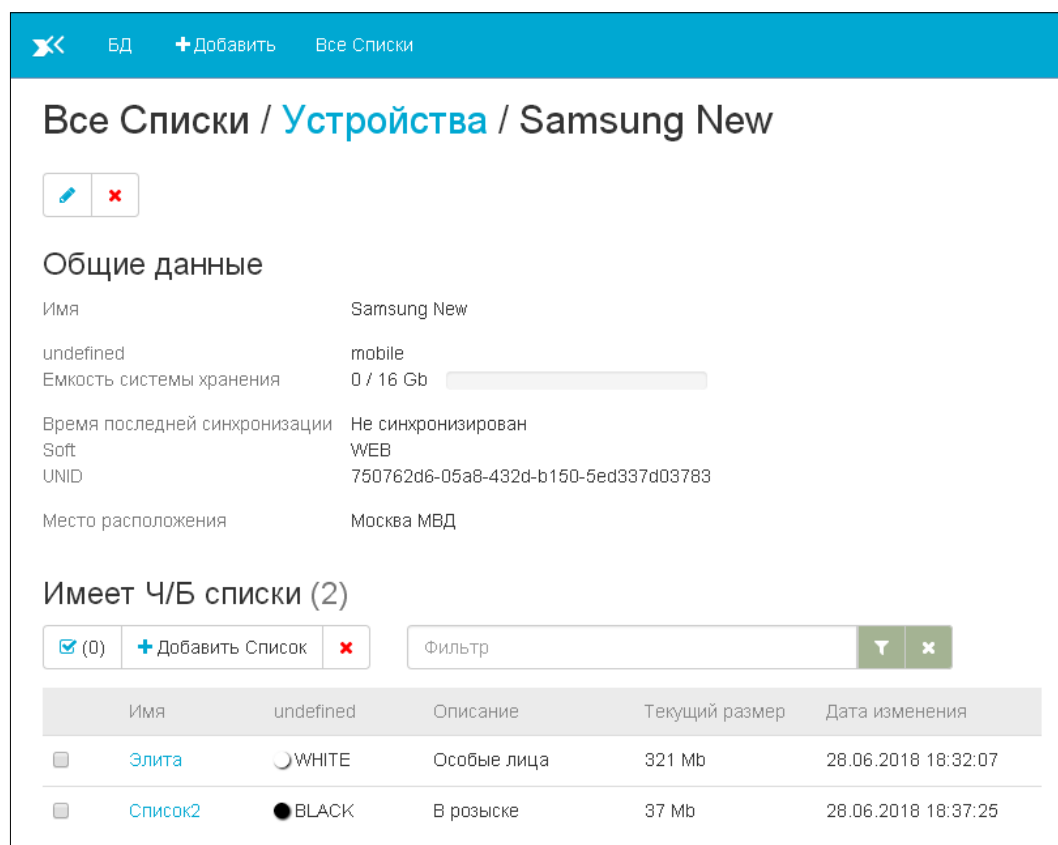 БД Добавить Все Списки
Все Списки / Устройства / Samsung New
Общие данные
Имя Samsung New
undefined mobile
Емкость системы хранения 0 / 16 Gb
Время последней синхронизации Не синхронизирован
Soft WEB
UNID 750762d6-05a8-432d-b150-5ed337d03783
Место расположения Москва МВД
Имеет Ч/Б списки (2)
(0) Добавить Список Фильтр
Имя undefined Описание Текущий размер Дата изменения
Элита WHITE Особые лица 321 Mb 28.06.2018 18:32:07
Список2 BLACK В розыске 37 Mb 28.06.2018 18:37:25